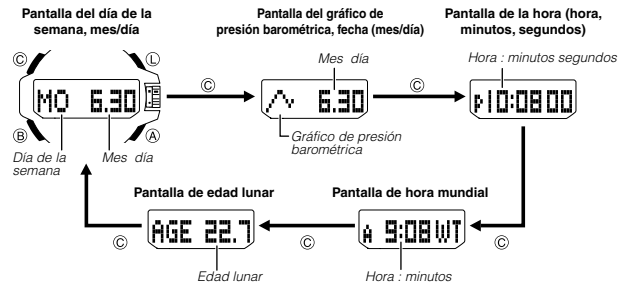 Pantalla del día de la
semana, mes/día
Pantalla del gráfico de
presión barométrica, fecha (mes/día)
Pantalla de la hora (hora,
minutos, segundos)
Ⓒ
Ⓛ
MO 6.30
Ⓑ
Ⓐ
Día de la
semana
Mes día
Ⓒ
Mes día
6.30
Gráfico de presión
barométrica
Ⓒ
Hora : minutos segundos
P 10:08 00
Pantalla de edad lunar
Pantalla de hora mundial
AGE 22.7
A 9:08 WT
Ⓒ
Ⓒ
Ⓒ
Edad lunar
Hora : minutos